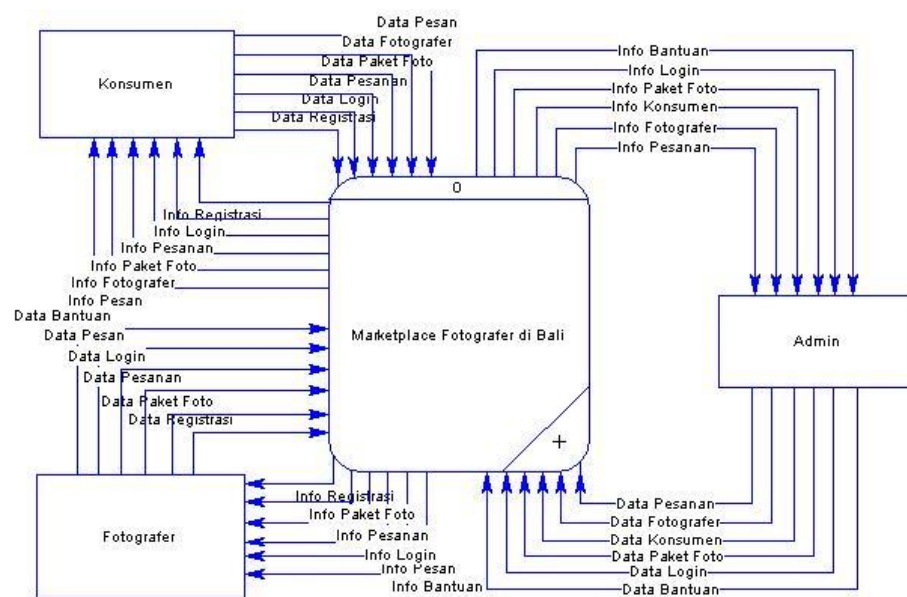 Konsumen
Data Pesan
Data Fotografer
Data Paket Foto
Data Pesanan
Data Login
Data Registrasi
Info Bantuan
Info Login
Info Paket Foto
Info Konsumen
Info Fotografer
Info Pesanan
0
Marketplace Fotografer di Bali
+
Admin
Info Registrasi
Info Login
Info Pesanan
Info Paket Foto
Info Fotografer
Info Pesan
Data Bantuan
Data Pesan
Data Login
Data Pesanan
Data Paket Foto
Data Registrasi
Fotografer
Info Registrasi
Info Paket Foto
Info Pesanan
Info Login
Info Pesan
Info Bantuan
Data Pesanan
Data Fotografer
Data Konsumen
Data Paket Foto
Data Login
Data Bantuan